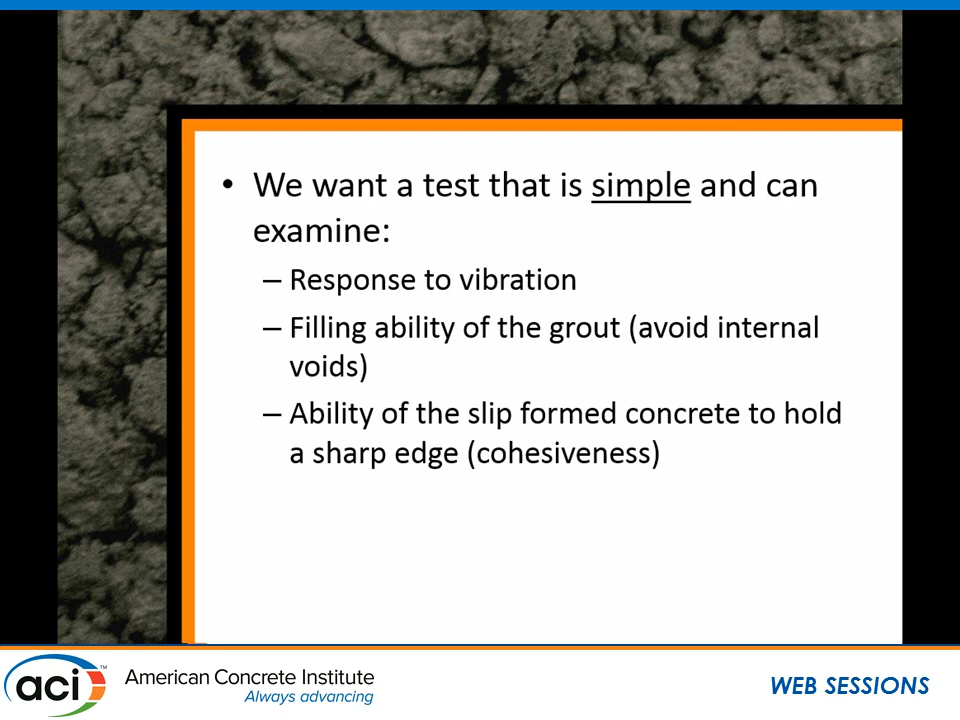 • We want a test that is simple and can
examine:
– Response to vibration
– Filling ability of the grout (avoid internal
voids)
– Ability of the slip formed concrete to hold
a sharp edge (cohesiveness)
aci™
American Concrete Institute
Always advancing
WEB SESSIONS